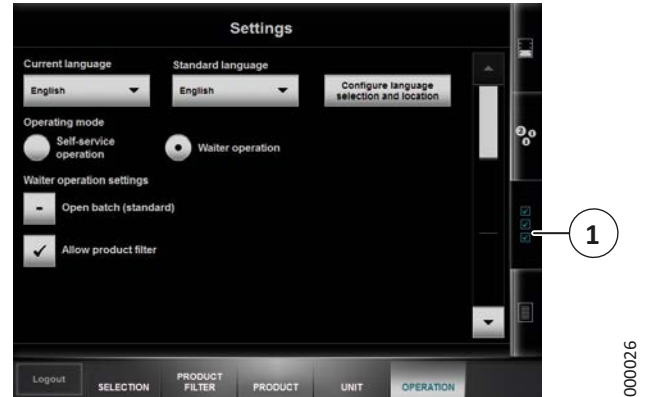 Settings
Current language
Standard language
English
English
Configure language
selection and location
Operating mode
Self-service
operation
Waiter operation
Waiter operation settings
Open batch (standard)
Allow product filter
1
Logout
SELECTION
PRODUCT
FILTER
PRODUCT
UNIT
OPERATION
000026